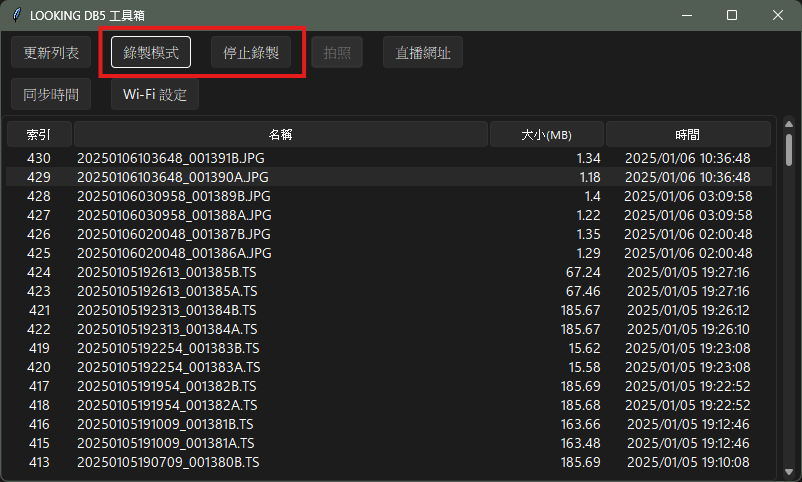 LOOKING DB5 工具箱
更新列表 錄製模式 停止錄製 拍照 直播網址
同步時間 Wi-Fi 設定
索引 名稱 大小(MB) 時間
430 20250106103648_001391B.JPG 1.34 2025/01/06 10:36:48
429 20250106103648_001390A.JPG 1.18 2025/01/06 10:36:48
428 20250106030958_001389B.JPG 1.4 2025/01/06 03:09:58
427 20250106030958_001388A.JPG 1.22 2025/01/06 03:09:58
426 20250106020048_001387B.JPG 1.35 2025/01/06 02:00:48
425 20250106020048_001386A.JPG 1.29 2025/01/06 02:00:48
424 20250105192613_001385B.TS 67.24 2025/01/05 19:27:16
423 20250105192613_001385A.TS 67.46 2025/01/05 19:27:16
421 20250105192313_001384B.TS 185.67 2025/01/05 19:26:12
422 20250105192313_001384A.TS 185.67 2025/01/05 19:26:10
419 20250105192254_001383B.TS 15.62 2025/01/05 19:23:08
420 20250105192254_001383A.TS 15.58 2025/01/05 19:23:08
417 20250105191954_001382B.TS 185.69 2025/01/05 19:22:52
418 20250105191954_001382A.TS 185.68 2025/01/05 19:22:52
416 20250105191009_001381B.TS 163.66 2025/01/05 19:12:46
415 20250105191009_001381A.TS 163.48 2025/01/05 19:12:46
413 20250105190709_001380B.TS 185.69 2025/01/05 19:10:08